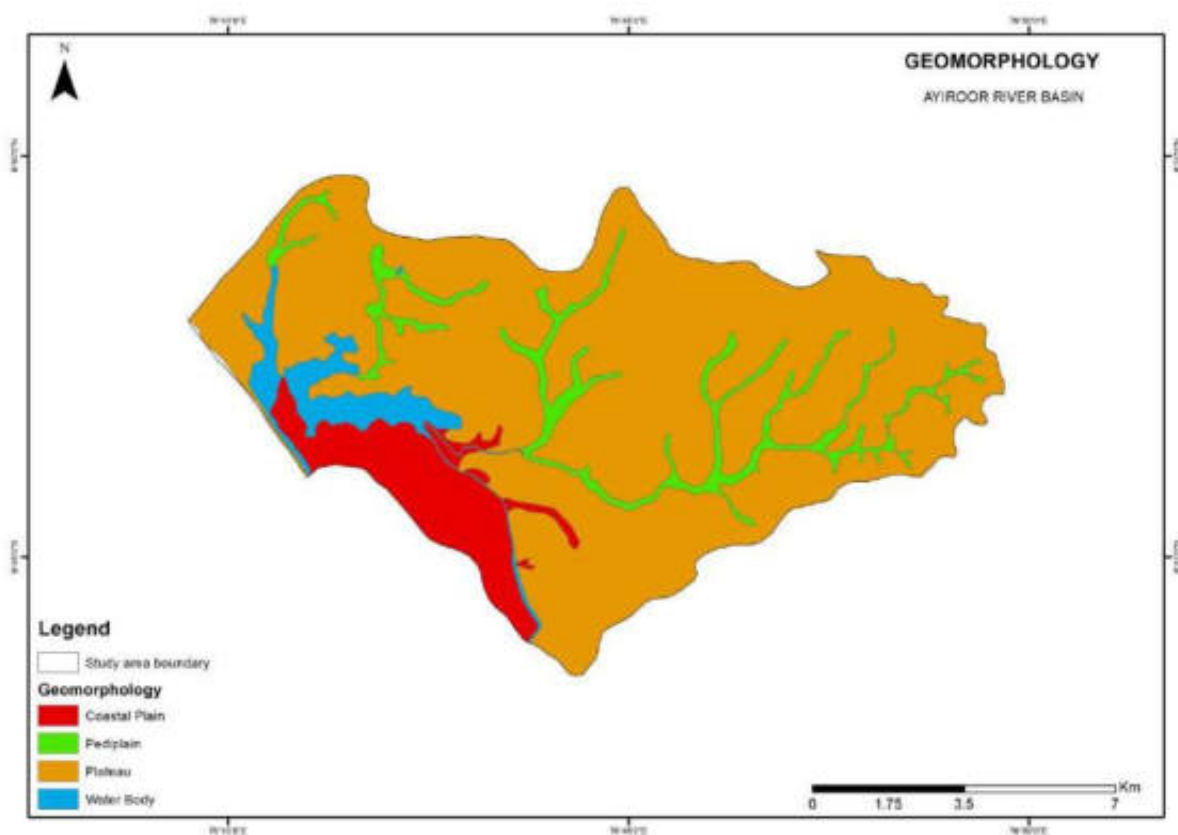 N
GEOMORPHOLOGY
AYIROOR RIVER BASIN
Legend
Study area boundary
Geomorphology
Coastal Plain
Pediplain
Plateau
Water Body
Km
0 1.75 3.5 7